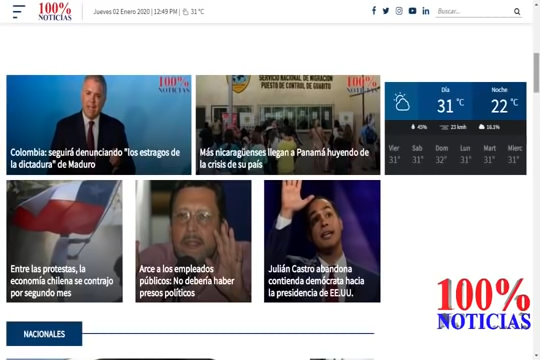 100%
NOTICIAS
Jueves 02 Enero 2020 | 12:49 PM | 31 °C
Buscar...
100%
NOTICIAS
Colombia: seguirá denunciando "los estragos de
la dictadura" de Maduro
SERVICIO NACIONAL DE MIGRACION
PUESTO DE CONTROL DE GUABITO
100%
NOTICIAS
Más nicaragüenses llegan a Panamá huyendo de
la crisis de su país
Día
31 °C
Noche
22 °C
43%
23 kmh
16.1%
Vier Sab Dom Lun Mart Mierc
31° 31° 32° 31° 31° 31°
Entre las protestas, la
economía chilena se contrajo
por segundo mes
Arce a los empleados
públicos: No debería haber
presos políticos
Julián Castro abandona
contienda demócrata hacia
la presidencia de EE.UU.
100%
NOTICIAS
NACIONALES